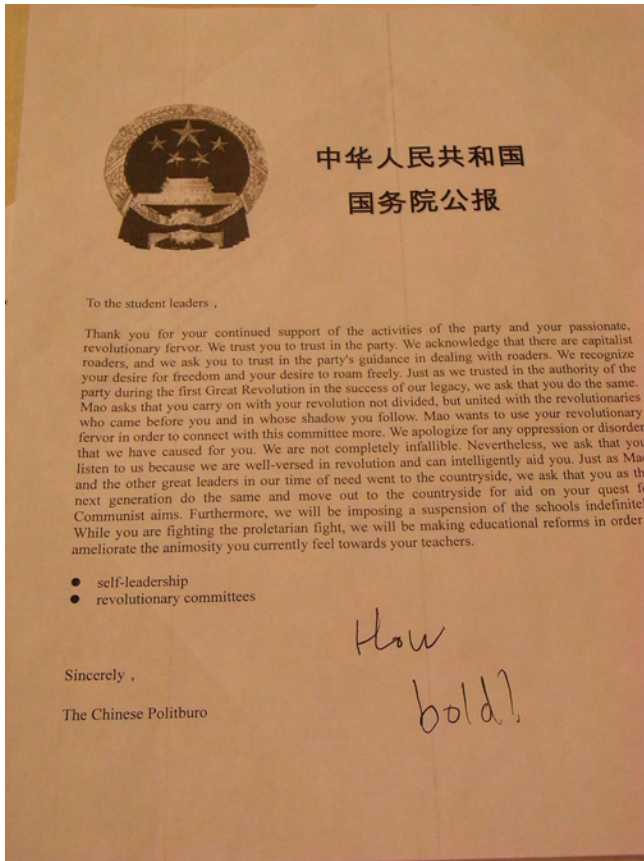 中华人民共和国
国务院公报
To the student leaders ,
Thank you for your continued support of the activities of the party and your passionate,
revolutionary fervor. We trust you to trust in the party. We acknowledge that there are capitalist
roaders, and we ask you to trust in the party's guidance in dealing with roaders. We recognize
your desire for freedom and your desire to roam freely. Just as we trusted in the authority of the
party during the first Great Revolution in the success of our legacy, we ask that you do the same.
Mao asks that you carry on with your revolution not divided, but united with the revolutionaries
who came before you and in whose shadow you follow. Mao wants to use your revolutionary
fervor in order to connect with this committee more. We apologize for any oppression or disorder
that we have caused for you. We are not completely infallible. Nevertheless, we ask that you
listen to us because we are well-versed in revolution and can intelligently aid you. Just as Mao
and the other great leaders in our time of need went to the countryside, we ask that you as the
next generation do the same and move out to the countryside for aid on your quest f
Communist aims. Furthermore, we will be imposing a suspension of the schools indefinitel
While you are fighting the proletarian fight, we will be making educational reforms in order
ameliorate the animosity you currently feel towards your teachers.
● self-leadership
● revolutionary committees
How
bold?
Sincerely ,
The Chinese Politburo